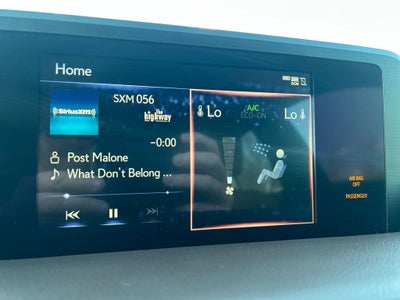 Home
SXM 056
SiriusXM
the highway
-0:00
Post Malone
What Don't Belong ...
Lo
A/C
ECO-ON
Lo
AIR BAG
OFF
PASSENGER